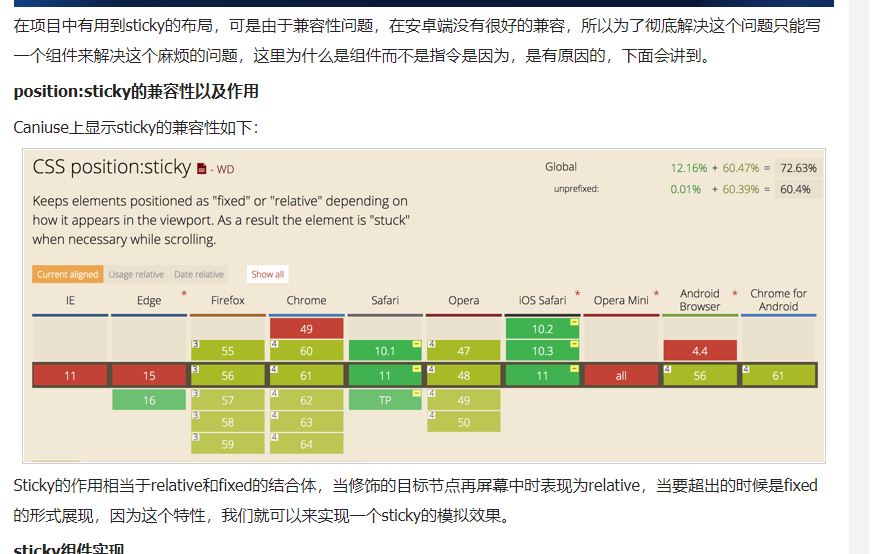 在项目中有用到sticky的布局，可是由于兼容性问题，在安卓端没有很好的兼容，所以为了彻底解决这个问题只能写
一个组件来解决这个麻烦的问题，这里为什么是组件而不是指令是因为，是有原因的，下面会讲到。
position:sticky的兼容性以及作用
Caniuse上显示sticky的兼容性如下：
CSS position:sticky - WD
Global 12.16% + 60.47% = 72.63%
unprefixed: 0.01% + 60.39% = 60.4%
Keeps elements positioned as "fixed" or "relative" depending on
how it appears in the viewport. As a result the element is "stuck"
when necessary while scrolling.
Current aligned Usage relative Date relative Show all
IE Edge * Firefox Chrome Safari Opera iOS Safari * Opera Mini * Android Browser * Chrome for Android
49 10.2 -
3 55 4 60 10.1 - 4 47 10.3 - 4.4
11 15 3 56 4 61 11 - 4 48 11 - all 4 56 4 61
16 3 57 4 62 TP - 4 49
3 58 4 63 4 50
3 59 4 64
Sticky的作用相当于relative和fixed的结合体，当修饰的目标节点再屏幕中时表现为relative，当要超出的时候是fixed
的形式展现，因为这个特性，我们就可以来实现一个sticky的模拟效果。
sticky组件实现